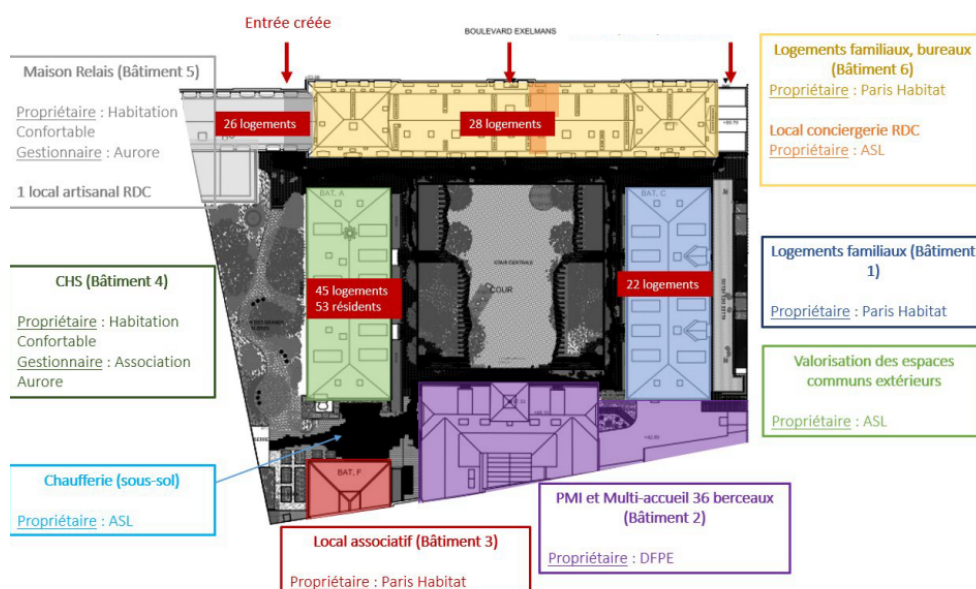 Entrée créée
BOULEVARD EXELMANS
Maison Relais (Bâtiment 5)
Propriétaire : Habitation
Confortable
Gestionnaire : Aurore
1 local artisanal RDC
26 logements
28 logements
Logements familiaux, bureaux
(Bâtiment 6)
Propriétaire : Paris Habitat
Local conciergerie RDC
Propriétaire : ASL
BAT. A
BAT. C
COUR CENTRALE
COUR
CHS (Bâtiment 4)
Propriétaire : Habitation
Confortable
Gestionnaire : Association
Aurore
45 logements
53 résidents
22 logements
Logements familiaux (Bâtiment
1)
Propriétaire : Paris Habitat
Valorisation des espaces
communs extérieurs
Propriétaire : ASL
Chaufferie (sous-sol)
Propriétaire : ASL
BAT. F
Local associatif (Bâtiment 3)
Propriétaire : Paris Habitat
PMI et Multi-accueil 36 berceaux
(Bâtiment 2)
Propriétaire : DFPE